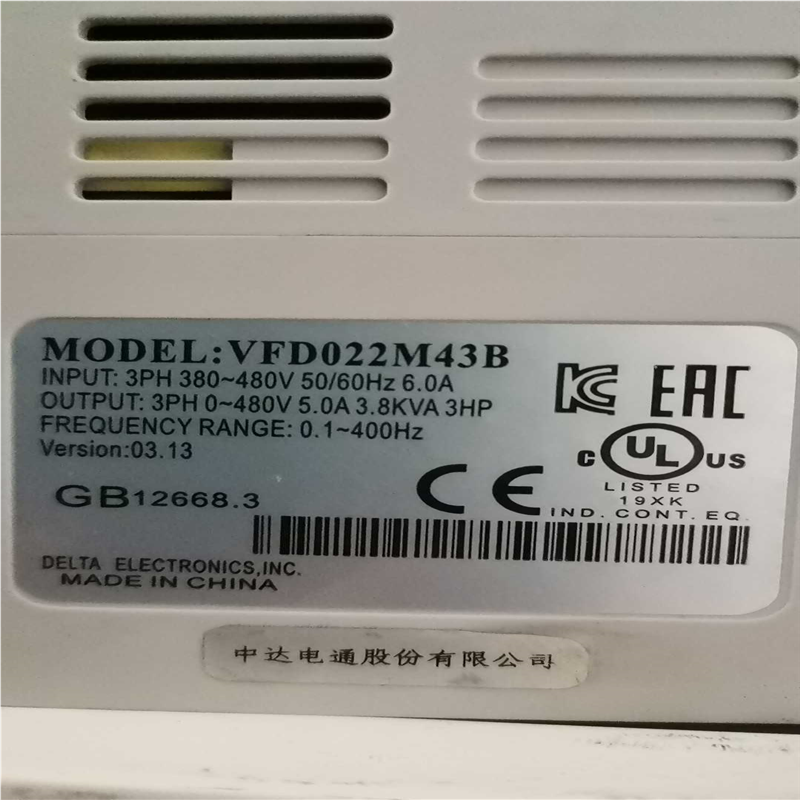 MODEL:VFD022M43B
INPUT: 3PH 380~480V 50/60Hz 6.0A
OUTPUT: 3PH 0~480V 5.0A 3.8KVA 3HP
FREQUENCY RANGE: 0.1~400Hz
Version:03.13
KC EAC
C UL US
LISTED
19XK
IND. CONT. EQ.
GB12668.3
CE
DELTA ELECTRONICS,INC.
MADE IN CHINA
中达电通股份有限公司